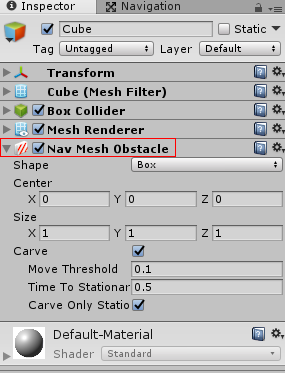 Inspector Navigation
Cube Static
Tag Untagged Layer Default
Transform
Cube (Mesh Filter)
Box Collider
Mesh Renderer
Nav Mesh Obstacle
Shape Box
Center
X 0 Y 0 Z 0
Size
X 1 Y 1 Z 1
Carve
Move Threshold 0.1
Time To Stationar 0.5
Carve Only Statio
Default-Material
Shader Standard